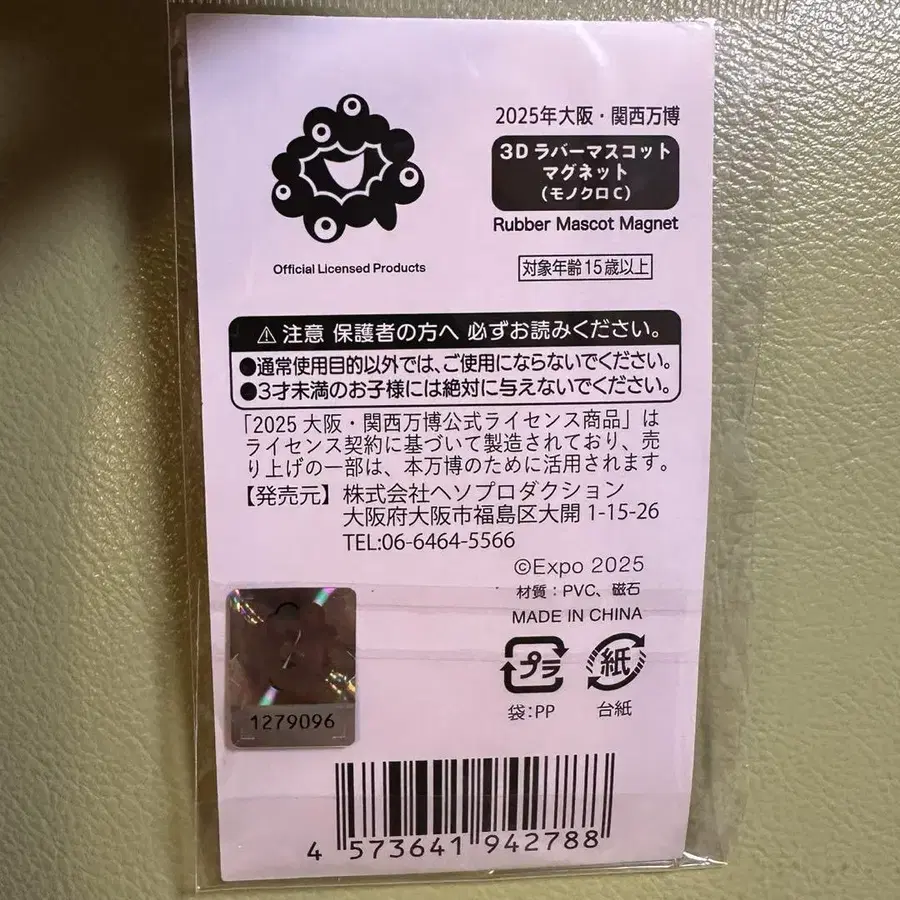 2025年大阪・関西万博
3D ラバーマスコット
マグネット
(モノクロC)
Rubber Mascot Magnet
Official Licensed Products
対象年齢15歳以上
⚠注意 保護者の方へ 必ずお読みください。
●通常使用目的以外では、ご使用にならないでください。
●3才未満のお子様には絶対に与えないでください。
「2025 大阪・関西万博公式ライセンス商品」は
ライセンス契約に基づいて製造されており、売
り上げの一部は、本万博のために活用されます。
【発売元】株式会社ヘソプロダクション
大阪府大阪市福島区大開 1-15-26
TEL:06-6464-5566
©Expo 2025
材質：PVC、磁石
MADE IN CHINA
プラ 紙
袋:PP 台紙
1279096
4 573641 942788